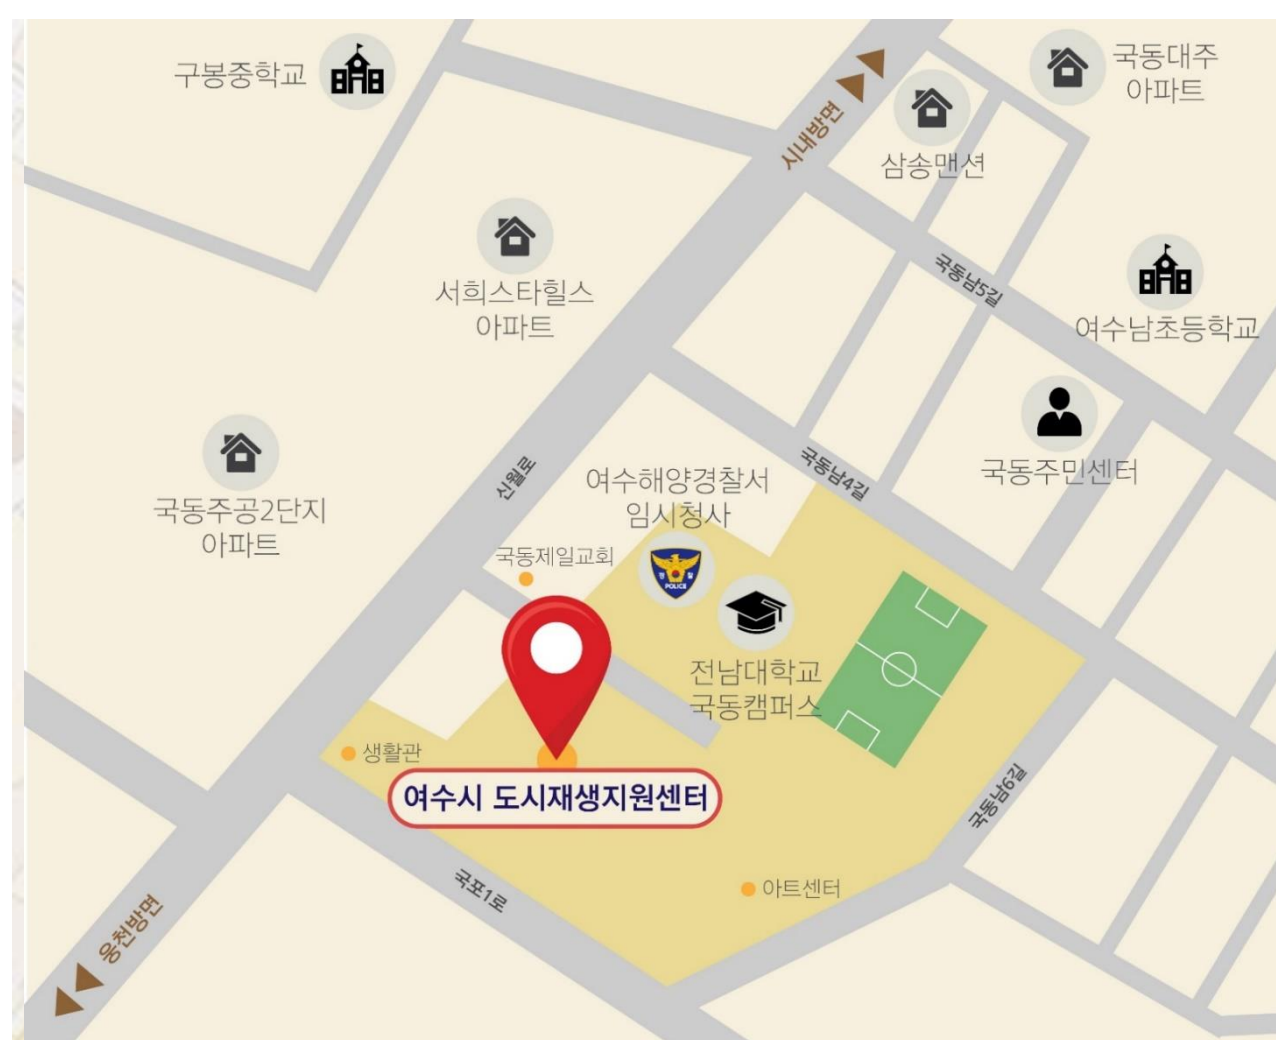 구봉중학교
국동대주
아파트
시내방면
삼송맨션
서희스타힐스
아파트
국동남5길
여수남초등학교
국동주공2단지
아파트
신월로
여수해양경찰서
임시청사
국동남4길
국동주민센터
국동제일교회
POLICE
전남대학교
국동캠퍼스
생활관
여수시 도시재생지원센터
국동남6길
국포1로
아트센터
웅천방면